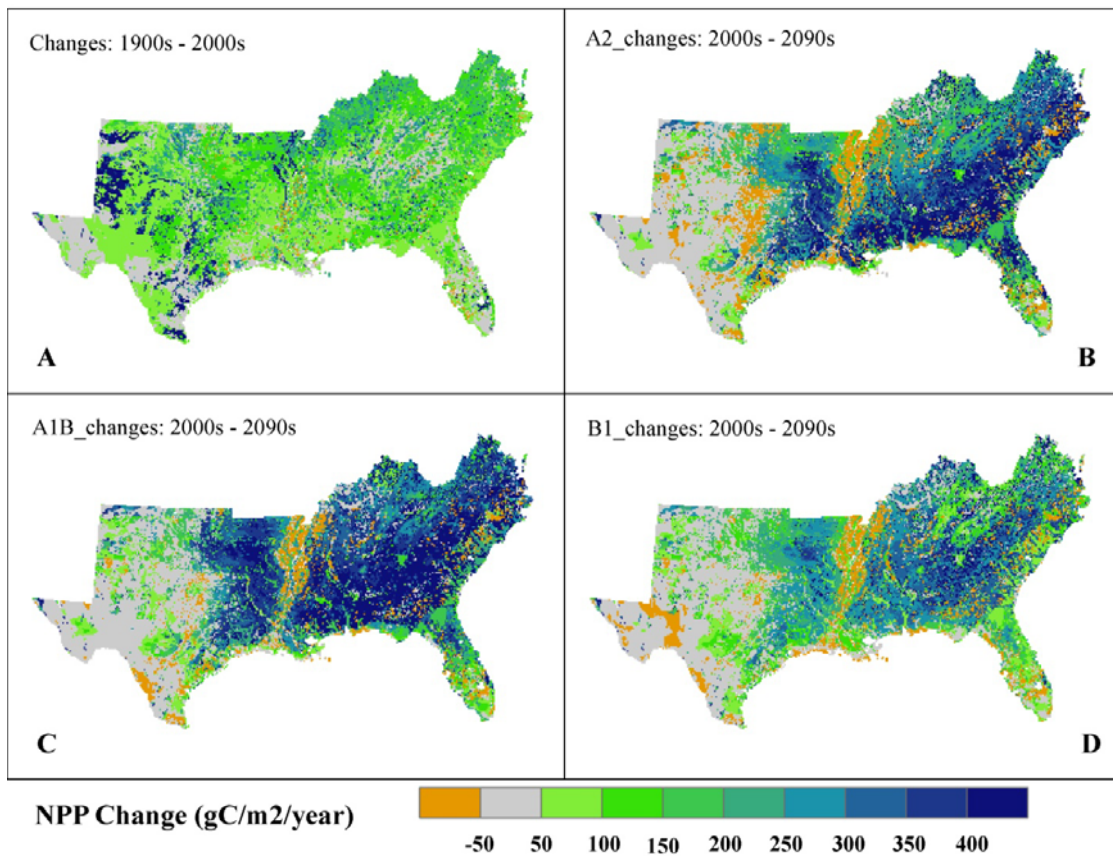 Changes: 1900s - 2000s
A
A2_changes: 2000s - 2090s
B
A1B_changes: 2000s - 2090s
C
B1_changes: 2000s - 2090s
D
NPP Change (gC/m2/year)
-50 50 100 150 200 250 300 350 400